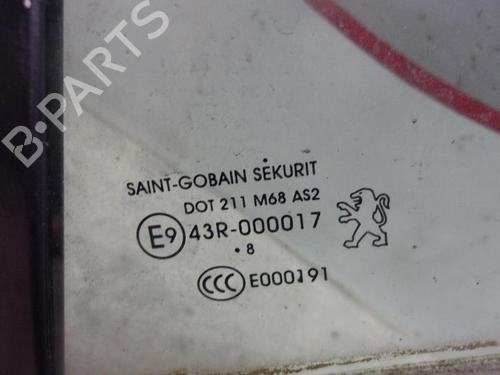 B-PARTS
SAINT-GOBAIN SEKURIT
DOT 211 M68 AS2
E9 43R-000017
. 8
CCC E000191